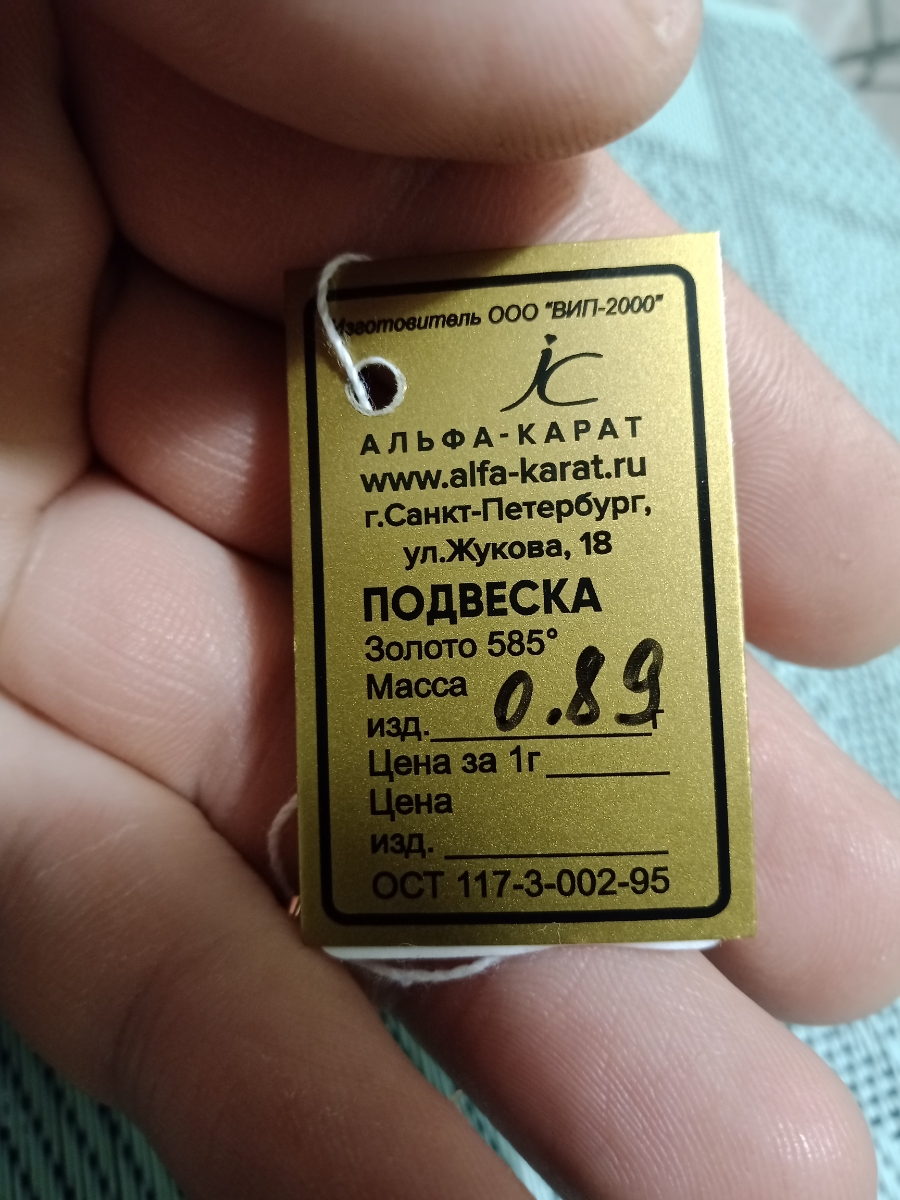 Изготовитель ООО "ВИП-2000"
АЛЬФА-КАРАТ
www.alfa-karat.ru
г.Санкт-Петербург,
ул.Жукова, 18
ПОДВЕСКА
Золото 585°
Масса
изд. 0.89 г
Цена за 1г
Цена
изд.
ОСТ 117-3-002-95